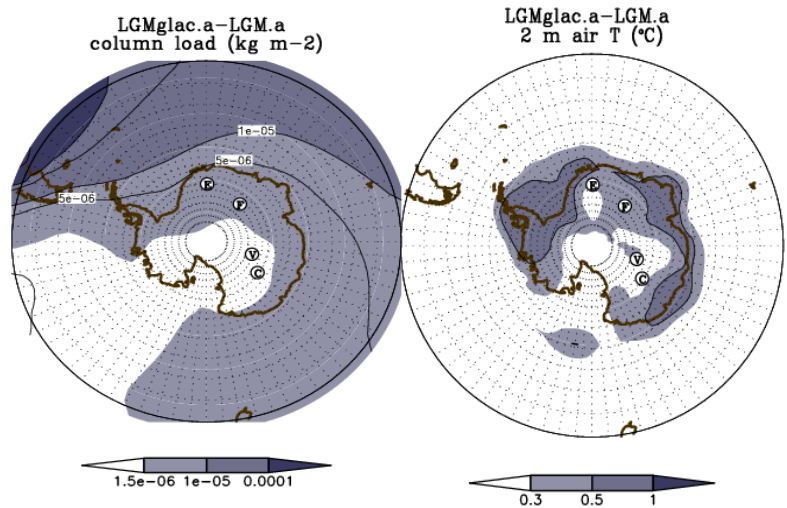 LGMglac.a-LGM.a
column load (kg m-2)
LGMglac.a-LGM.a
2 m air T (°C)
1e-05
5e-06
5e-06
E
F
V
C
E
F
V
C
1.5e-06 1e-05 0.0001
0.3 0.5 1